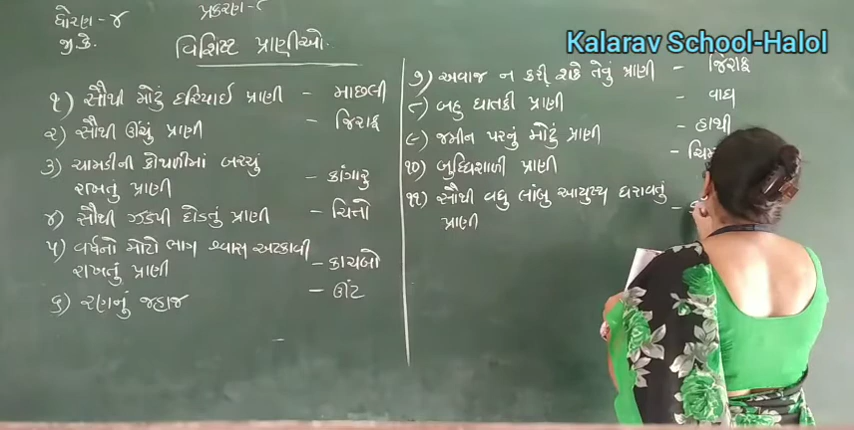 ધોરણ - ૪
પ્રકરણ - ૮
જી.કે.
વિશિષ્ટ પ્રાણીઓ.
Kalarav School-Halol
૧) સૌથી મોટું દરિયાઈ પ્રાણી - માછલી
૨) સૌથી ઊંચું પ્રાણી - જિરાફ
૩) ચામડીની કોથળીમાં બચ્ચું
રાખતું પ્રાણી - કાંગારુ
૪) સૌથી ઝડપી દોડતું પ્રાણી - ચિત્તો
૫) વર્ષનો મોટો ભાગ શ્વાસ અટકાવી
રાખતું પ્રાણી - કાચબો
૬) રણનું જહાજ - ઊંટ
૭) અવાજ ન કરી શકે તેવું પ્રાણી - જિરાફ
૮) બહુ ઘાતકી પ્રાણી - વાઘ
૯) જમીન પરનું મોટું પ્રાણી - હાથી
૧૦) બુધ્ધિશાળી પ્રાણી -
૧૧) સૌથી વધુ લાંબુ આયુષ્ય ધરાવતું
પ્રાણી -